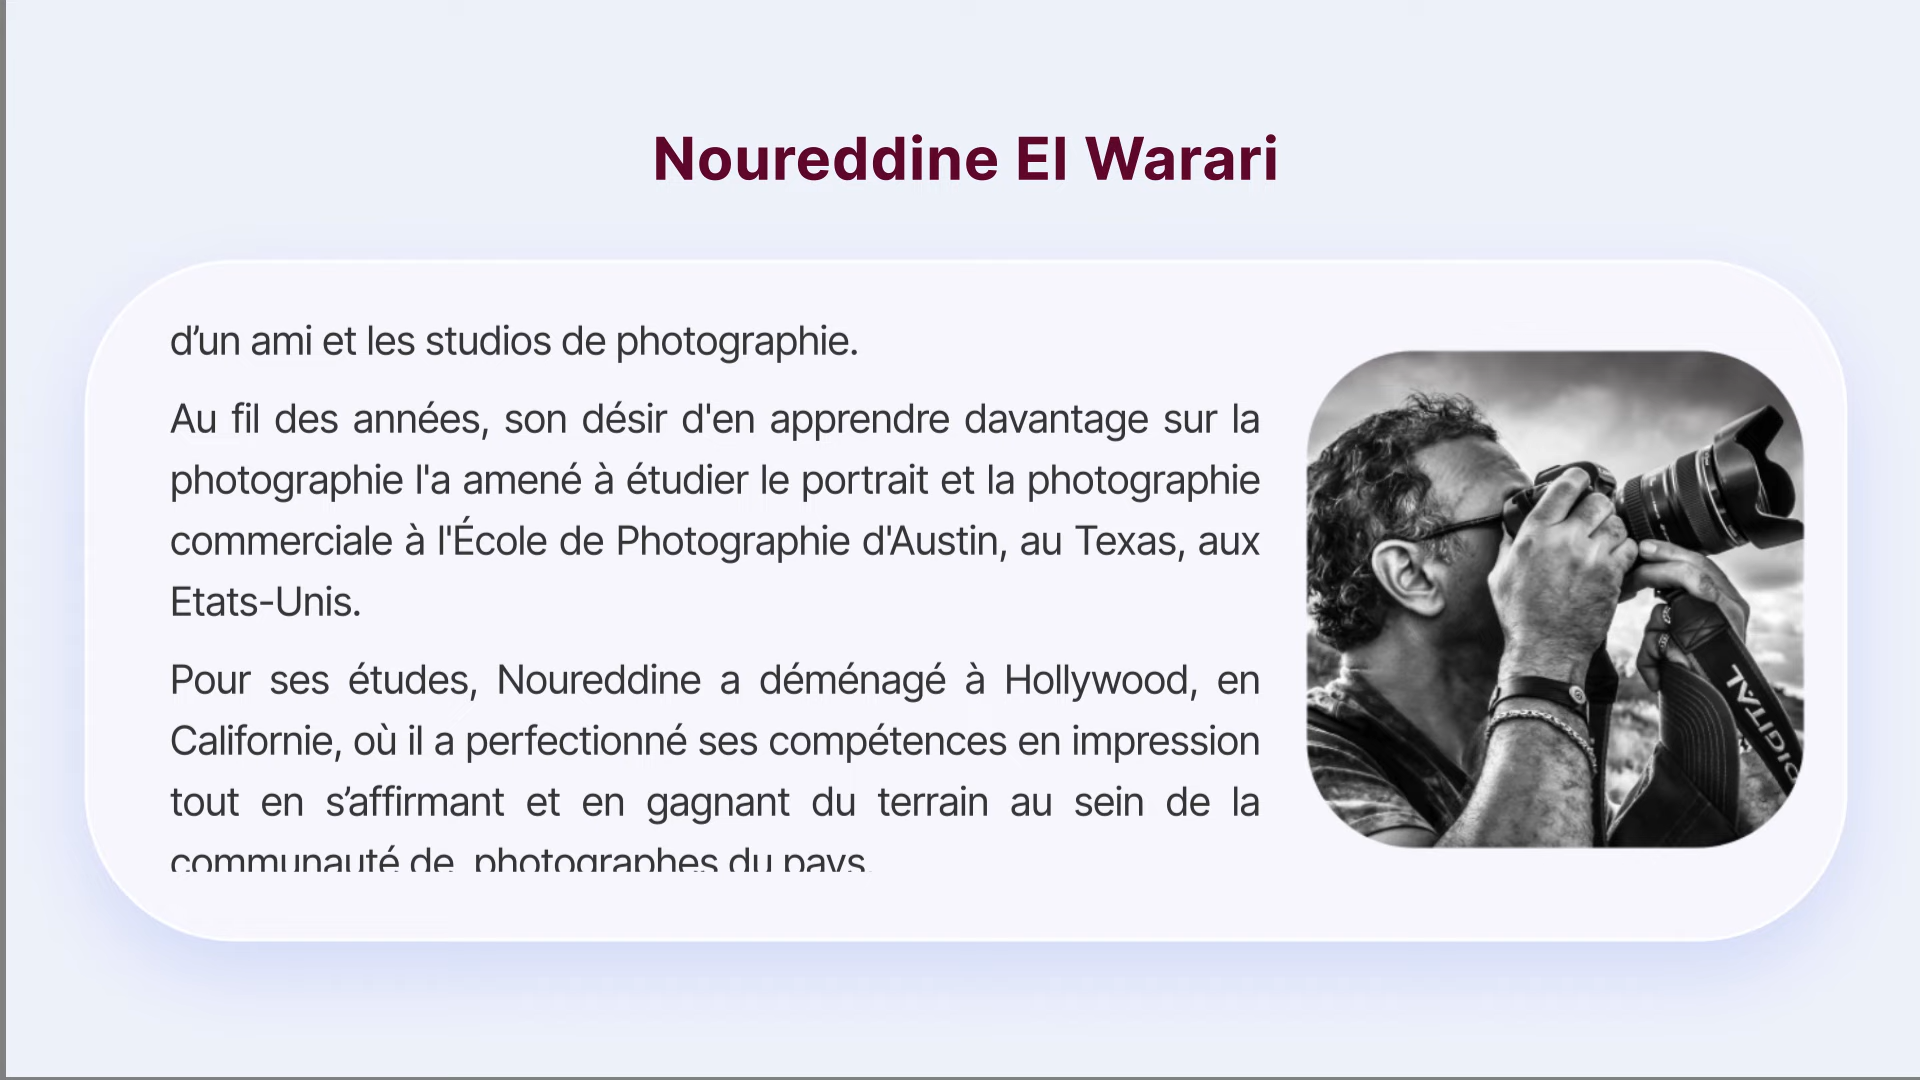 Noureddine El Warari
d’un ami et les studios de photographie.
Au fil des années, son désir d'en apprendre davantage sur la
photographie l'a amené à étudier le portrait et la photographie
commerciale à l'École de Photographie d'Austin, au Texas, aux
Etats-Unis.
Pour ses études, Noureddine a déménagé à Hollywood, en
Californie, où il a perfectionné ses compétences en impression
tout en s’affirmant et en gagnant du terrain au sein de la
communauté de  photographes du pays.
DIGITAL